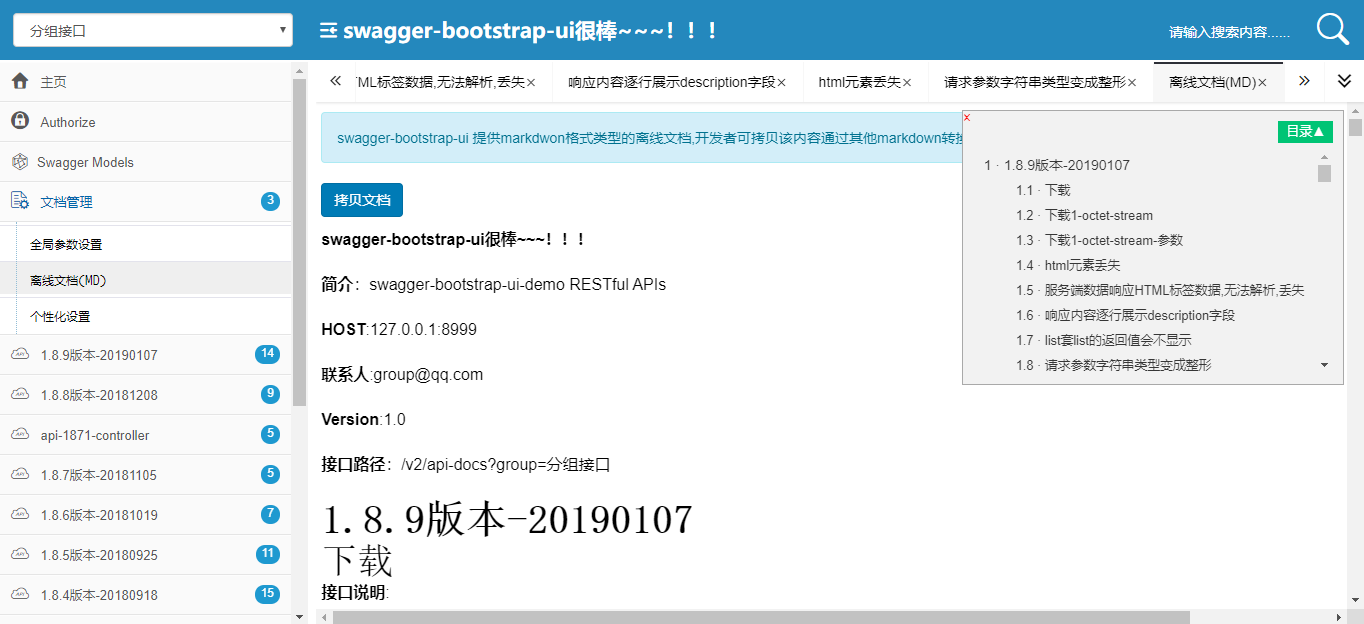 分组接口
swagger-bootstrap-ui很棒~~~！！！
请输入搜索内容......
主页
Authorize
Swagger Models
文档管理 3
全局参数设置
离线文档(MD)
个性化设置
1.8.9版本-20190107 14
1.8.8版本-20181208 9
api-1871-controller 5
1.8.7版本-20181105 5
1.8.6版本-20181019 7
1.8.5版本-20180925 11
1.8.4版本-20180918 15
TML标签数据,无法解析,丢失×
响应内容逐行展示description字段×
html元素丢失×
请求参数字符串类型变成整形×
离线文档(MD)×
swagger-bootstrap-ui 提供markdwon格式类型的离线文档,开发者可拷贝该内容通过其他markdown转换
拷贝文档
swagger-bootstrap-ui很棒~~~！！！
简介：swagger-bootstrap-ui-demo RESTful APIs
HOST:127.0.0.1:8999
联系人:group@qq.com
Version:1.0
接口路径：/v2/api-docs?group=分组接口
1.8.9版本-20190107
下载
接口说明:
x
目录▲
1 · 1.8.9版本-20190107
1.1 · 下载
1.2 · 下载1-octet-stream
1.3 · 下载1-octet-stream-参数
1.4 · html元素丢失
1.5 · 服务端数据响应HTML标签数据,无法解析,丢失
1.6 · 响应内容逐行展示description字段
1.7 · list套list的返回值会不显示
1.8 · 请求参数字符串类型变成整形